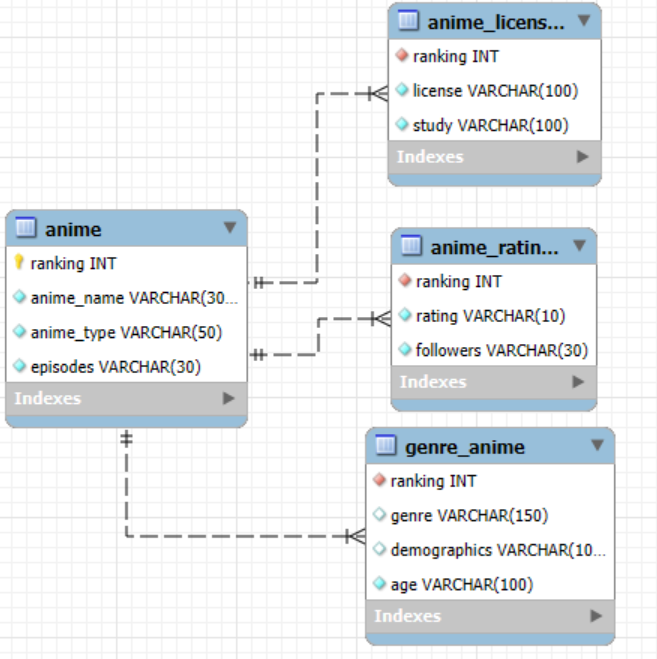 anime_licens...
ranking INT
license VARCHAR(100)
study VARCHAR(100)
Indexes
anime
ranking INT
anime_name VARCHAR(30...
anime_type VARCHAR(50)
episodes VARCHAR(30)
Indexes
anime_ratin...
ranking INT
rating VARCHAR(10)
followers VARCHAR(30)
Indexes
genre_anime
ranking INT
genre VARCHAR(150)
demographics VARCHAR(10...
age VARCHAR(100)
Indexes